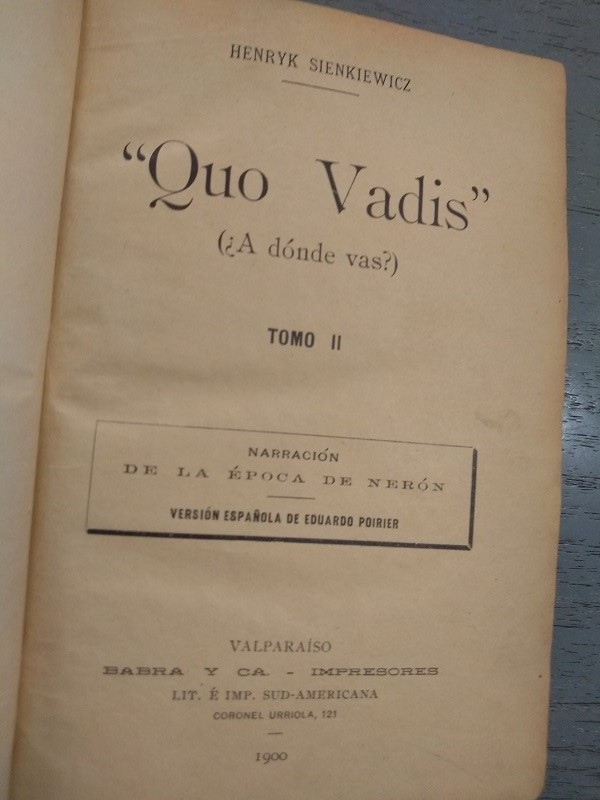 HENRYK SIENKIEWICZ
“Quo Vadis”
(¿A dónde vas?)
TOMO II
NARRACIÓN
DE LA ÉPOCA DE NERÓN
VERSIÓN ESPAÑOLA DE EDUARDO POIRIER
VALPARAÍSO
BABRA Y CA. - IMPRESORES
LIT. É IMP. SUD-AMERICANA
CORONEL URRIOLA, 121
1900